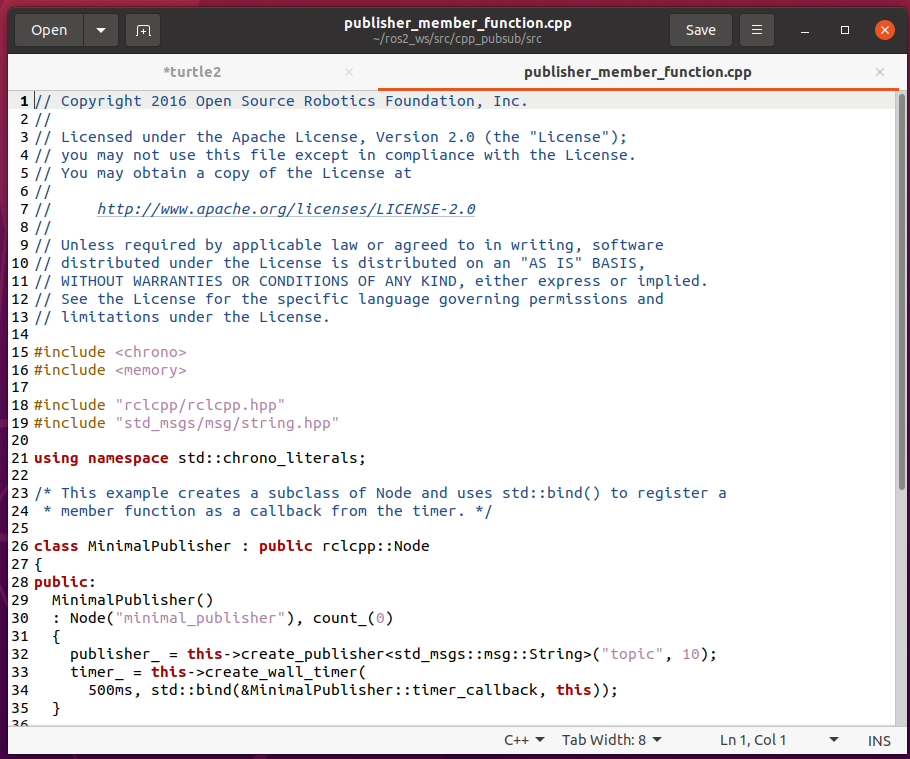 Open
publisher_member_function.cpp
~/ros2_ws/src/cpp_pubsub/src
Save
*turtle2
publisher_member_function.cpp
1 // Copyright 2016 Open Source Robotics Foundation, Inc.
2 //
3 // Licensed under the Apache License, Version 2.0 (the "License");
4 // you may not use this file except in compliance with the License.
5 // You may obtain a copy of the License at
6 //
7 //     http://www.apache.org/licenses/LICENSE-2.0
8 //
9 // Unless required by applicable law or agreed to in writing, software
10 // distributed under the License is distributed on an "AS IS" BASIS,
11 // WITHOUT WARRANTIES OR CONDITIONS OF ANY KIND, either express or implied.
12 // See the License for the specific language governing permissions and
13 // limitations under the License.
14
15 #include <chrono>
16 #include <memory>
17
18 #include "rclcpp/rclcpp.hpp"
19 #include "std_msgs/msg/string.hpp"
20
21 using namespace std::chrono_literals;
22
23 /* This example creates a subclass of Node and uses std::bind() to register a
24  * member function as a callback from the timer. */
25
26 class MinimalPublisher : public rclcpp::Node
27 {
28 public:
29   MinimalPublisher()
30   : Node("minimal_publisher"), count_(0)
31   {
32     publisher_ = this->create_publisher<std_msgs::msg::String>("topic", 10);
33     timer_ = this->create_wall_timer(
34       500ms, std::bind(&MinimalPublisher::timer_callback, this));
35   }
36
C++ Tab Width: 8 Ln 1, Col 1 INS